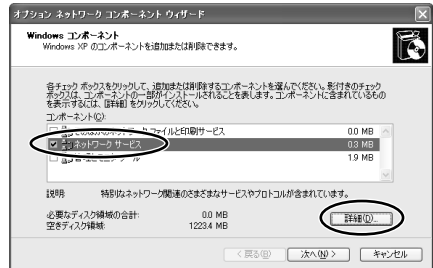 オプション ネットワーク コンポーネント ウィザード
Windows コンポーネント
Windows XP のコンポーネントを追加または削除できます。
各チェック ボックスをクリックして、追加または削除するコンポーネントを選んでください。影付きのチェック
ボックスは、コンポーネントの一部がインストールされることを表します。コンポーネントに含まれているもの
を表示するには、[詳細] をクリックしてください。
コンポーネント(C):
ファイルと印刷サービス 0.0 MB
ネットワーク サービス 0.3 MB
1.9 MB
説明: 特別なネットワーク関連のさまざまなサービスやプロトコルが含まれています。
必要なディスク領域の合計: 0.0 MB
空きディスク領域: 1223.4 MB
詳細(D)...
< 戻る(B) 次へ(N) > キャンセル